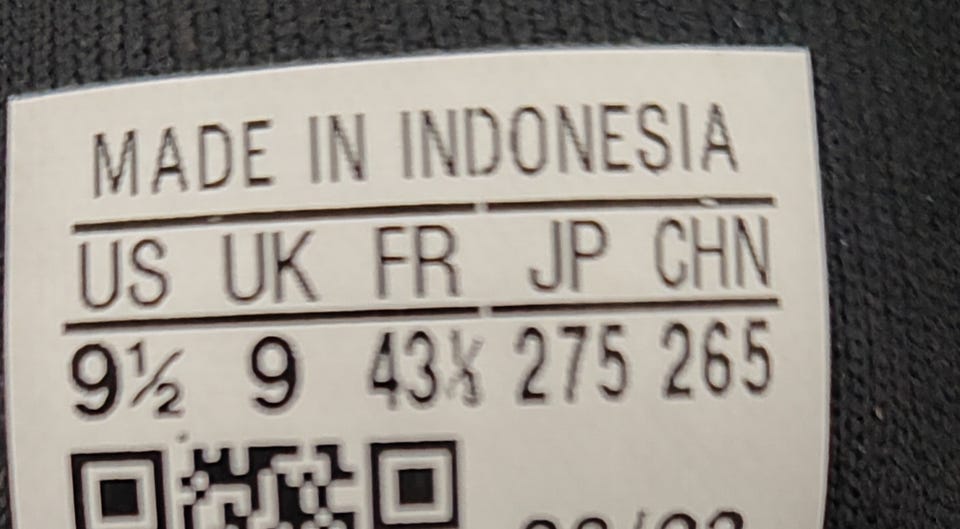 MADE IN INDONESIA
US UK FR JP CHN
9½ 9 43⅓ 275 265